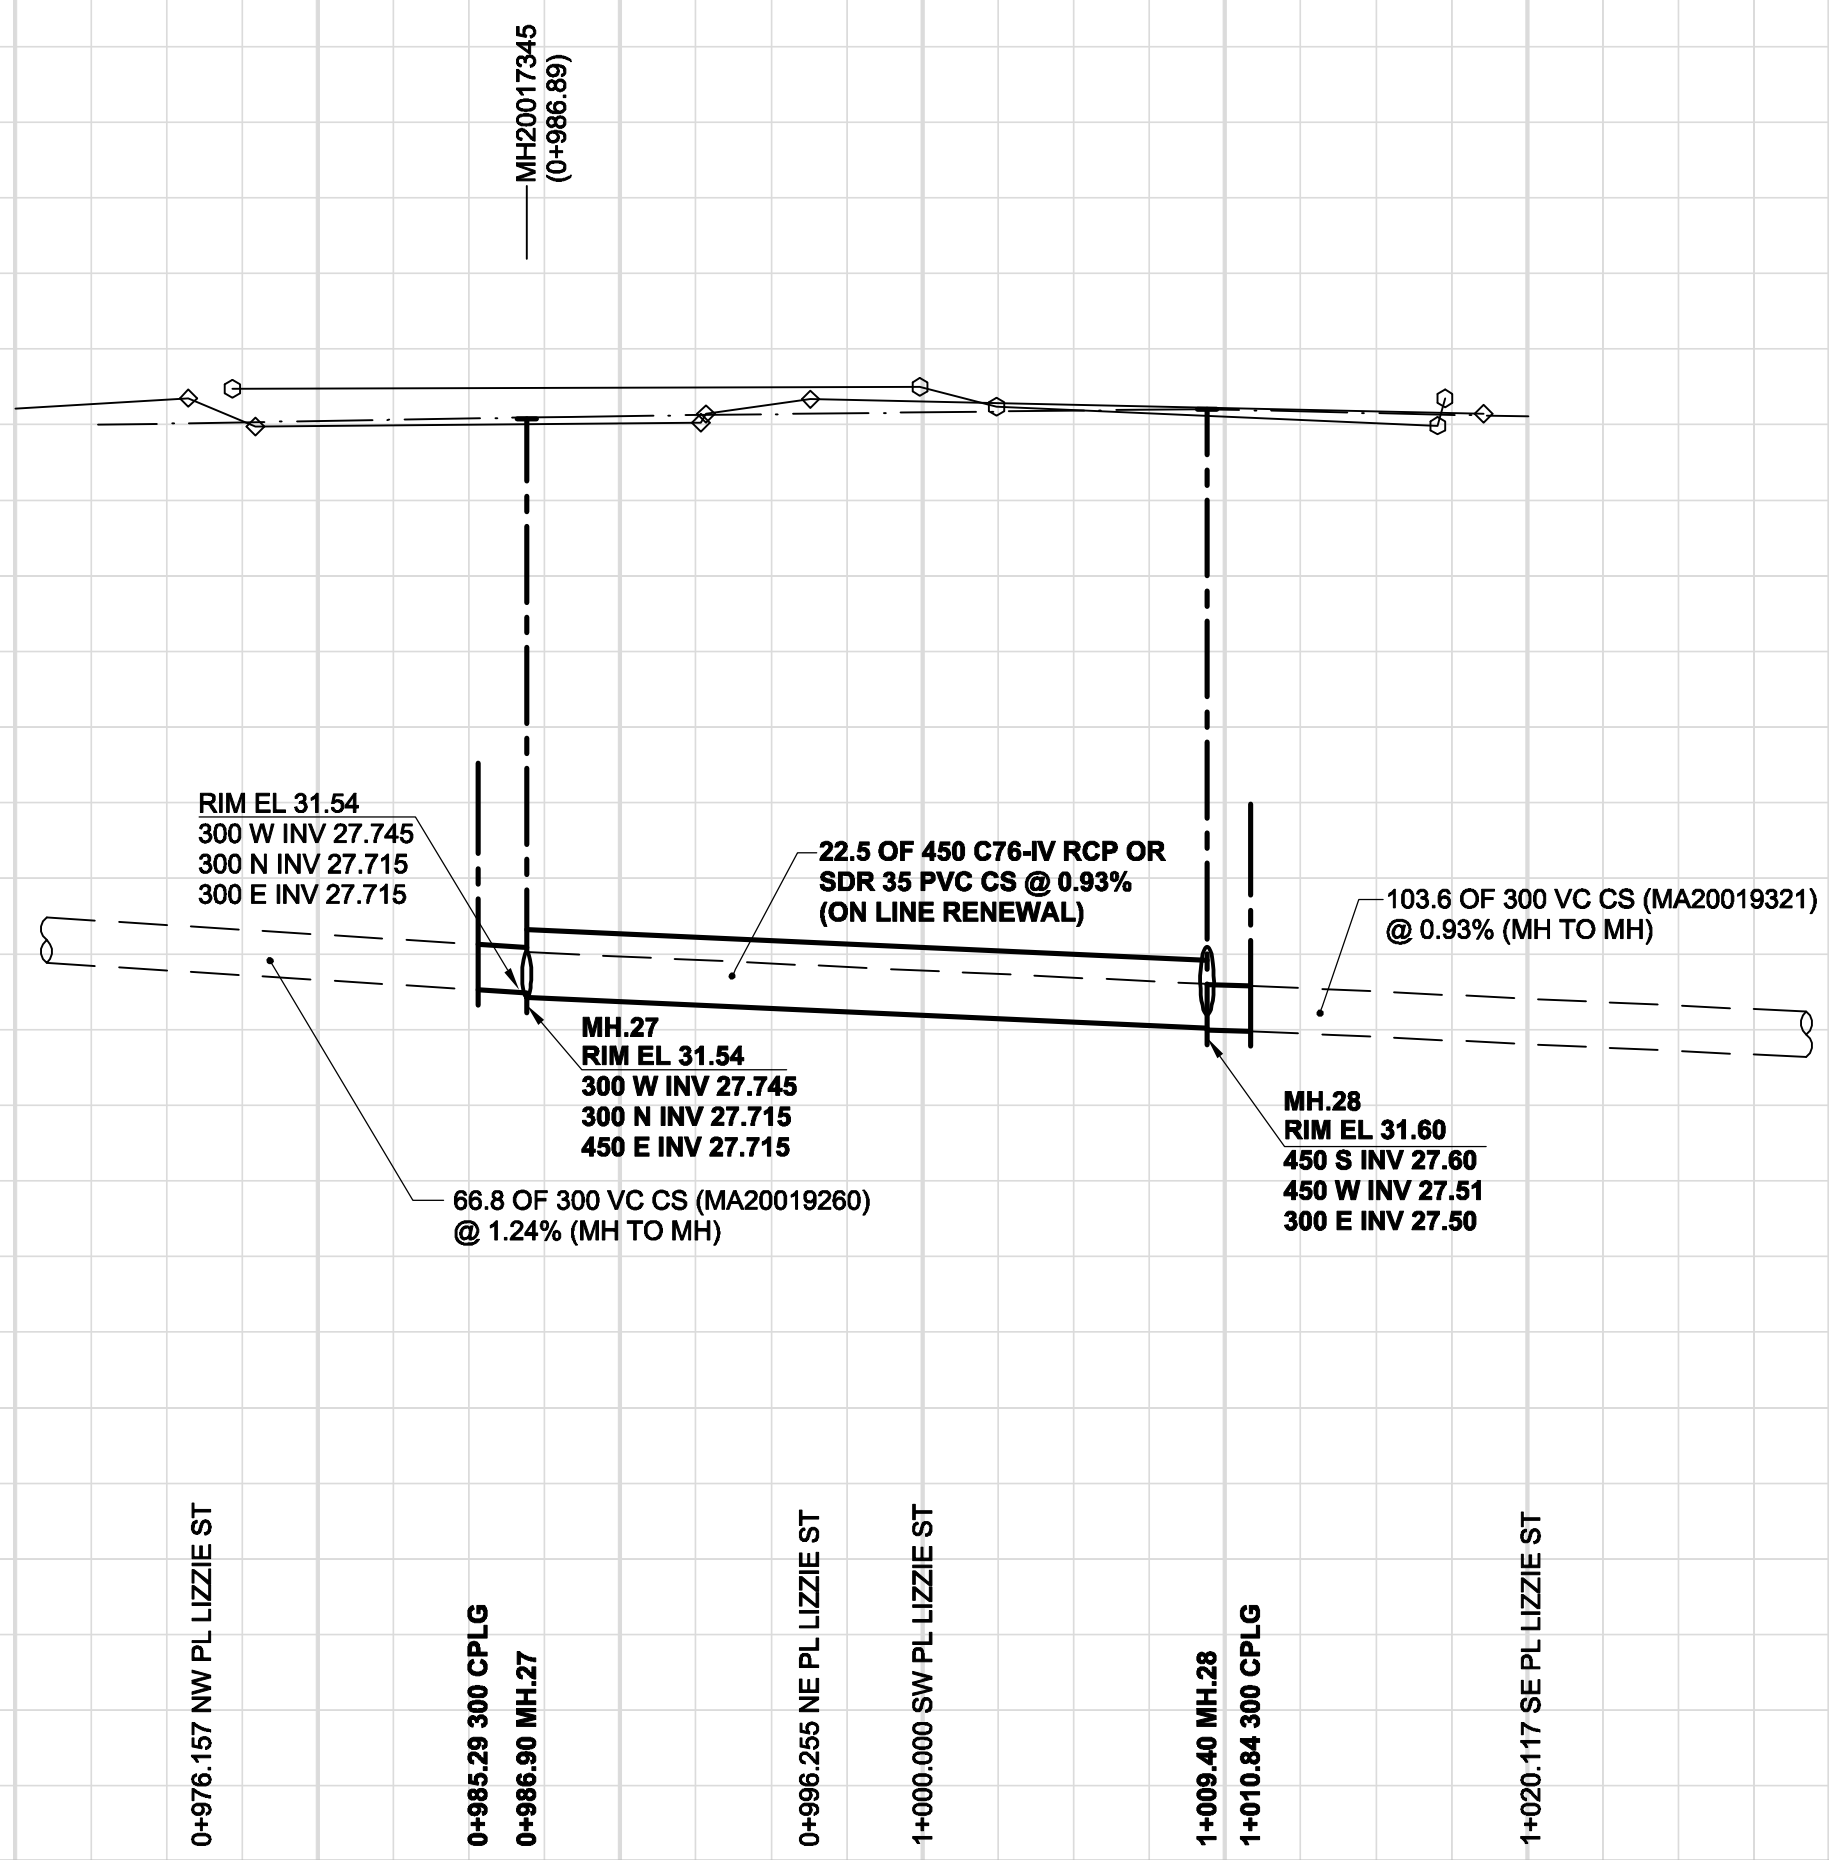 MH20017345
(0+986.89)
RIM EL 31.54
300 W INV 27.745
300 N INV 27.715
300 E INV 27.715
22.5 OF 450 C76-IV RCP OR
SDR 35 PVC CS @ 0.93%
(ON LINE RENEWAL)
103.6 OF 300 VC CS (MA20019321)
@ 0.93% (MH TO MH)
MH.27
RIM EL 31.54
300 W INV 27.745
300 N INV 27.715
450 E INV 27.715
MH.28
RIM EL 31.60
450 S INV 27.60
450 W INV 27.51
300 E INV 27.50
66.8 OF 300 VC CS (MA20019260)
@ 1.24% (MH TO MH)
0+976.157 NW PL LIZZIE ST
0+985.29 300 CPLG
0+986.90 MH.27
0+996.255 NE PL LIZZIE ST
1+000.000 SW PL LIZZIE ST
1+009.40 MH.28
1+010.84 300 CPLG
1+020.117 SE PL LIZZIE ST